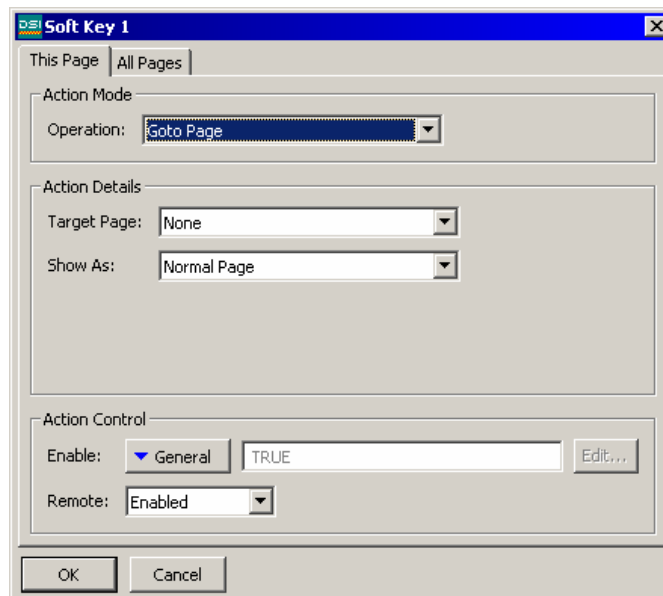 DSI Soft Key 1
This Page All Pages
Action Mode
Operation: Goto Page
Action Details
Target Page: None
Show As: Normal Page
Action Control
Enable: General TRUE Edit...
Remote: Enabled
OK Cancel